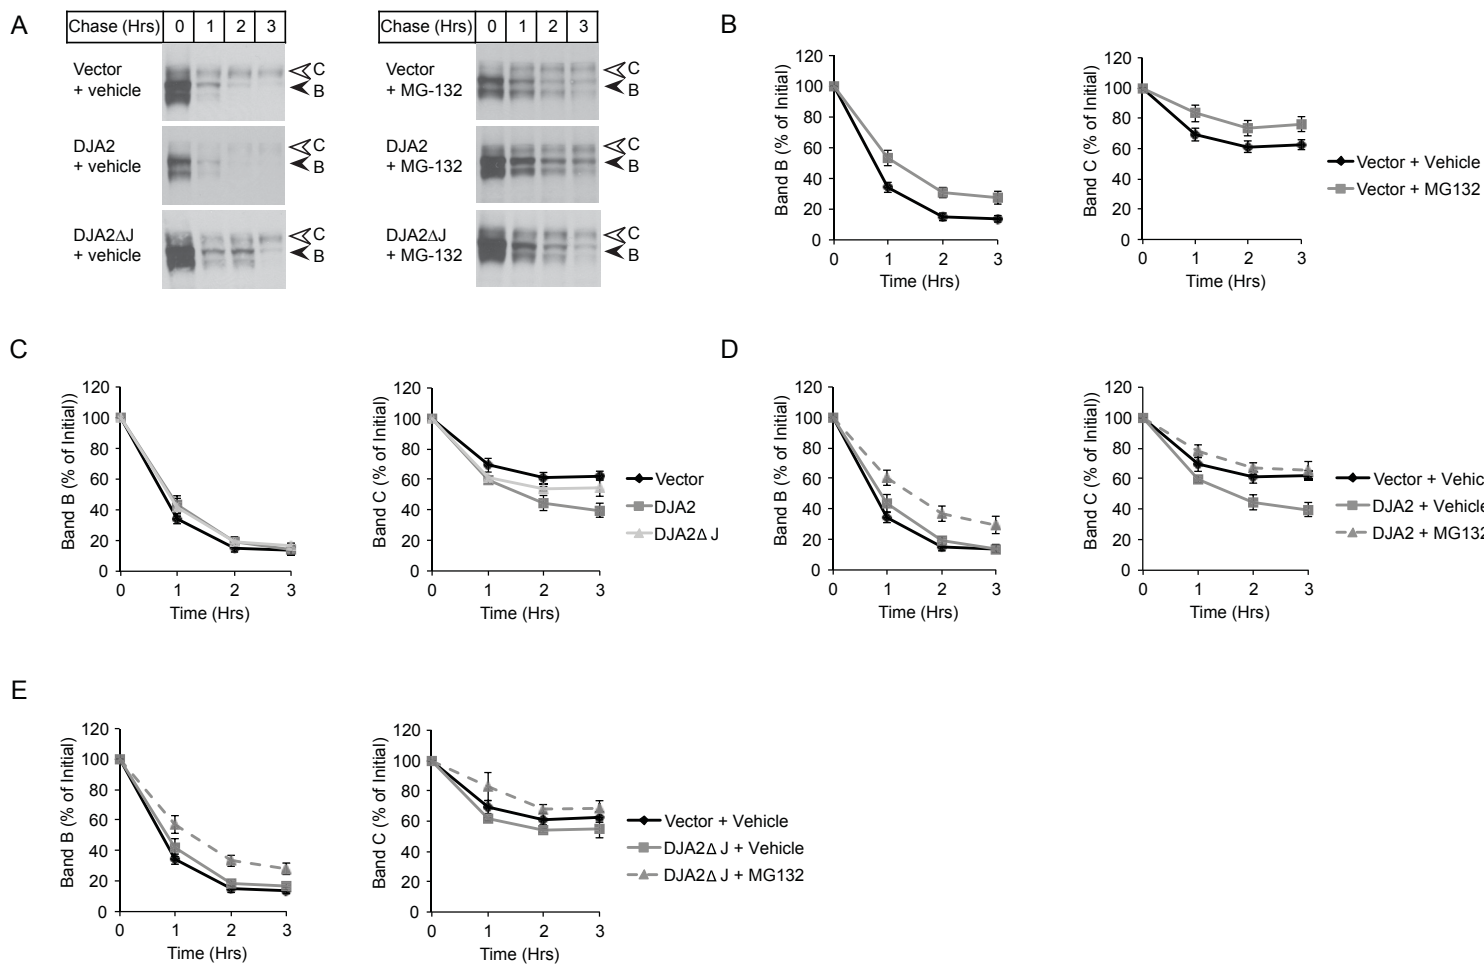 A
Chase (Hrs) 0 1 2 3
Vector
+ vehicle
C
B
DJA2
+ vehicle
C
B
DJA2ΔJ
+ vehicle
C
B
Chase (Hrs) 0 1 2 3
Vector
+ MG-132
C
B
DJA2
+ MG-132
C
B
DJA2ΔJ
+ MG-132
C
B
B
Band B (% of Initial)
120
100
80
60
40
20
0
0 1 2 3
Time (Hrs)
Band C (% of Initial)
120
100
80
60
40
20
0
0 1 2 3
Time (Hrs)
Vector + Vehicle
Vector + MG132
C
Band B (% of Initial))
120
100
80
60
40
20
0
0 1 2 3
Time (Hrs)
Band C (% of Initial)
120
100
80
60
40
20
0
0 1 2 3
Time (Hrs)
Vector
DJA2
DJA2Δ J
D
Band B (% of Initial)
120
100
80
60
40
20
0
0 1 2 3
Time (Hrs)
Band C (% of Initial))
120
100
80
60
40
20
0
0 1 2 3
Time (Hrs)
Vector + Vehic
DJA2 + Vehicle
DJA2 + MG132
E
Band B (% of Initial)
120
100
80
60
40
20
0
0 1 2 3
Time (Hrs)
Band C (% of Initial)
120
100
80
60
40
20
0
0 1 2 3
Time (Hrs)
Vector + Vehicle
DJA2Δ J + Vehicle
DJA2Δ J + MG132